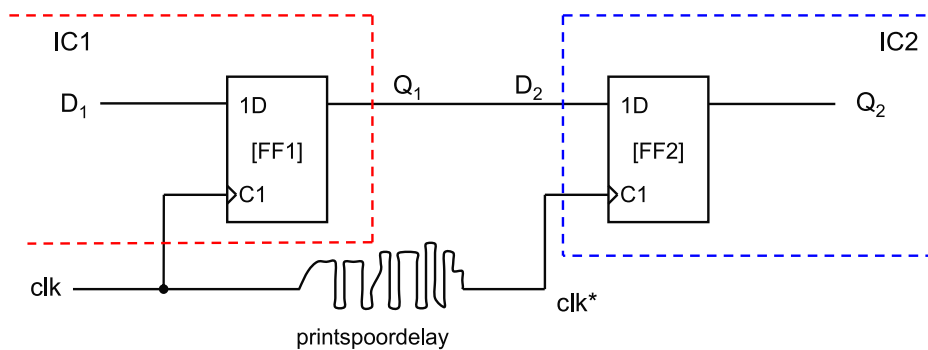 IC1
IC2
D₁
1D
Q₁
D₂
1D
Q₂
[FF1]
[FF2]
C1
C1
clk
clk*
printspoordelay